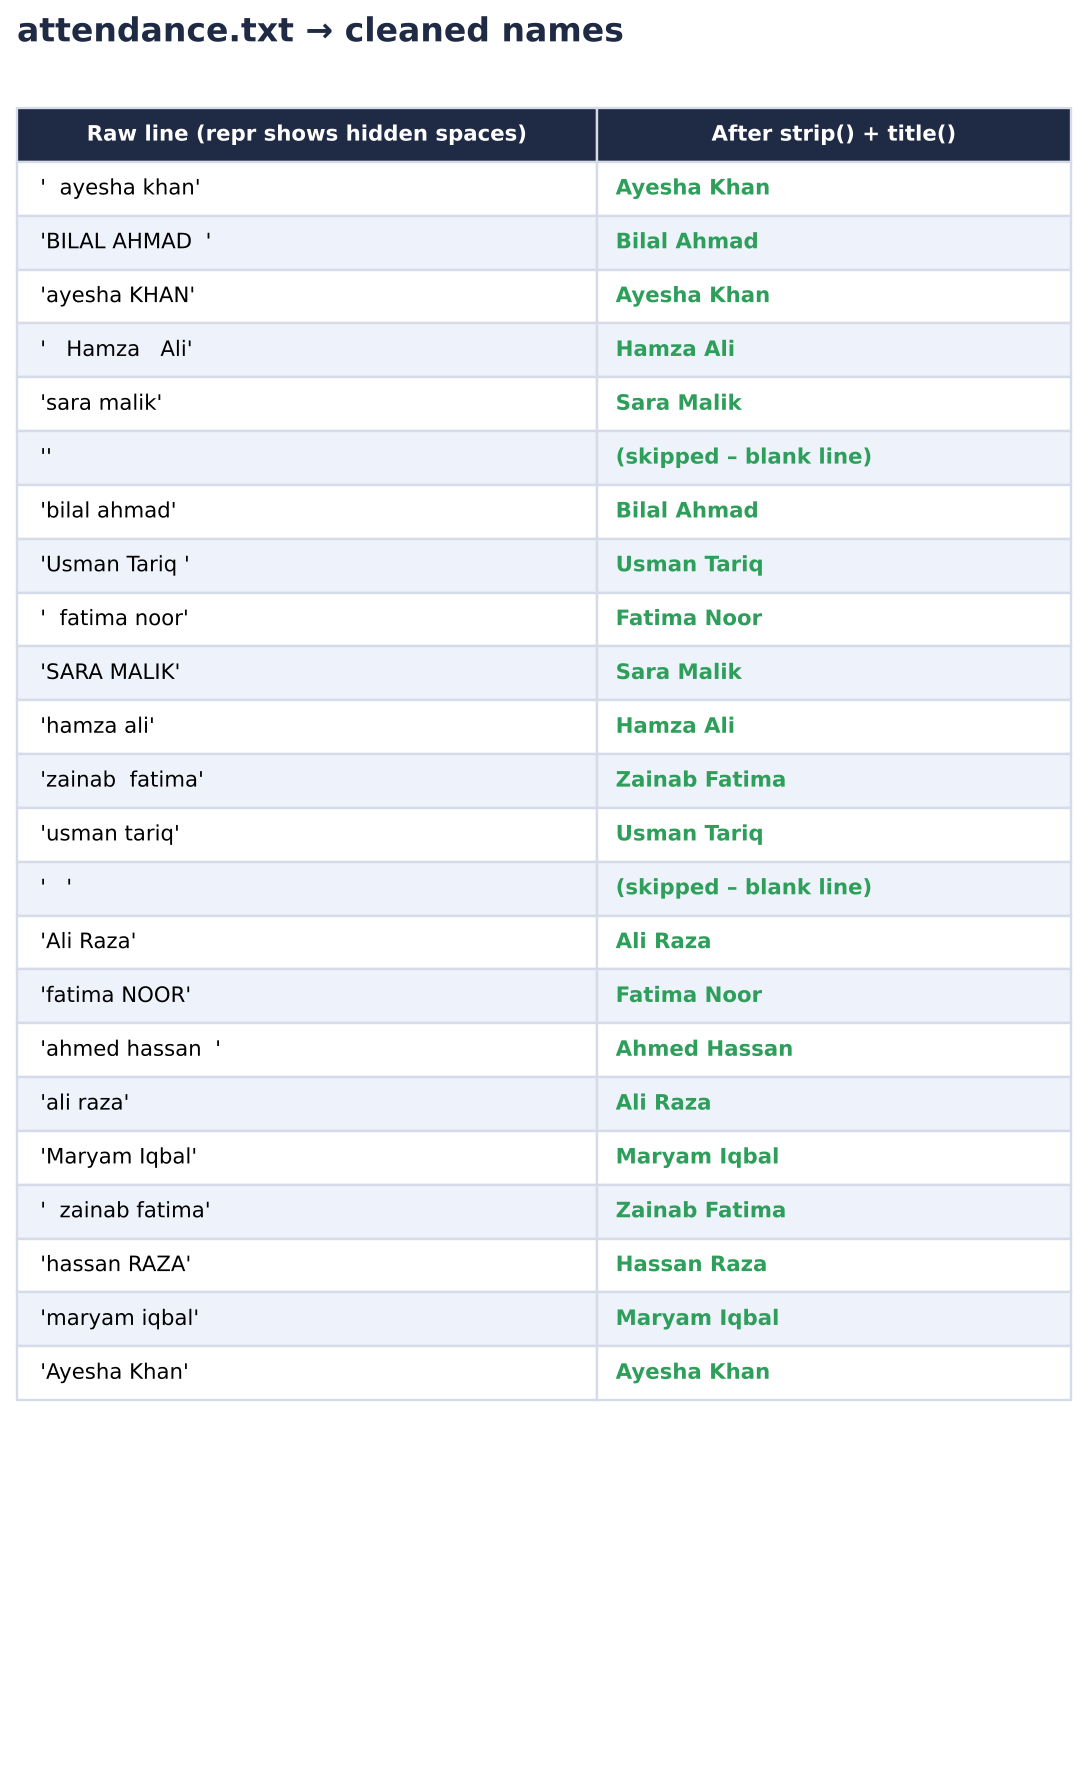 attendance.txt → cleaned names
Raw line (repr shows hidden spaces) After strip() + title()
'  ayesha khan' Ayesha Khan
'BILAL AHMAD  ' Bilal Ahmad
'ayesha KHAN' Ayesha Khan
'   Hamza   Ali' Hamza Ali
'sara malik' Sara Malik
'' (skipped – blank line)
'bilal ahmad' Bilal Ahmad
'Usman Tariq ' Usman Tariq
'  fatima noor' Fatima Noor
'SARA MALIK' Sara Malik
'hamza ali' Hamza Ali
'zainab  fatima' Zainab Fatima
'usman tariq' Usman Tariq
'   ' (skipped – blank line)
'Ali Raza' Ali Raza
'fatima NOOR' Fatima Noor
'ahmed hassan  ' Ahmed Hassan
'ali raza' Ali Raza
'Maryam Iqbal' Maryam Iqbal
'  zainab fatima' Zainab Fatima
'hassan RAZA' Hassan Raza
'maryam iqbal' Maryam Iqbal
'Ayesha Khan' Ayesha Khan